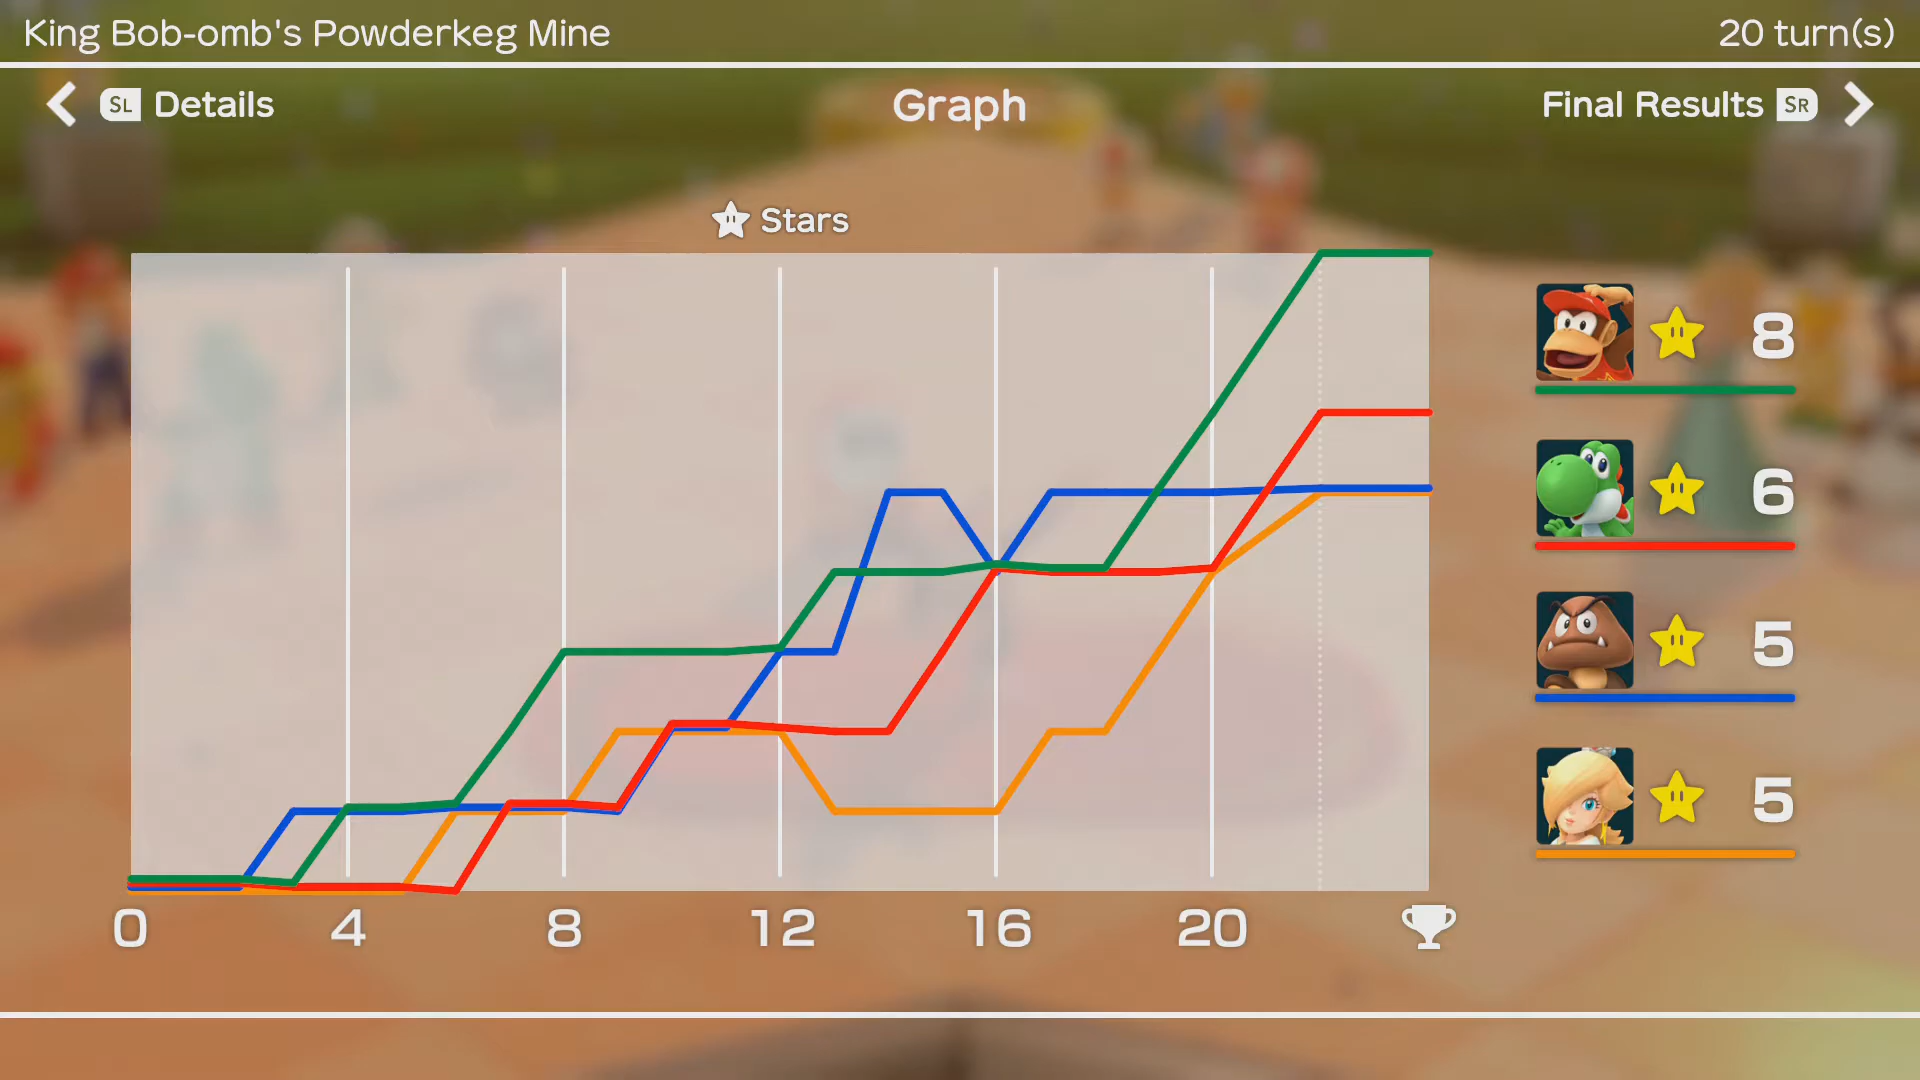 King Bob-omb's Powderkeg Mine
20 turn(s)
SL Details
Graph
Final Results SR
Stars
8
6
5
5
0 4 8 12 16 20